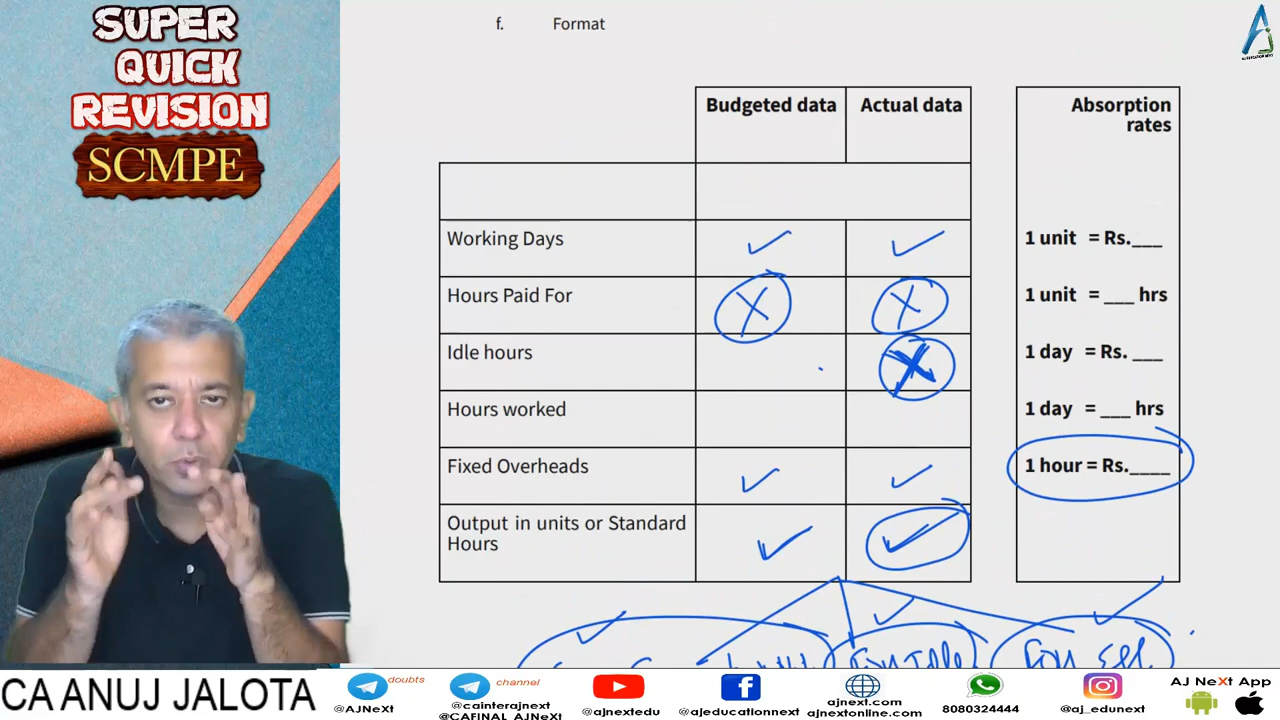 SUPER
QUICK
REVISION
SCMPE
f. Format
Budgeted data Actual data
Absorption
rates
Working Days
1 unit = Rs.___
Hours Paid For
1 unit = ___ hrs
Idle hours
1 day = Rs. ___
Hours worked
1 day = ___ hrs
Fixed Overheads
1 hour = Rs.____
Output in units or Standard
Hours
CA ANUJ JALOTA
doubts
@AJNeXt
channel
@cainterajnext
@CAFINAL_AJNeXt
@ajnextedu
@ajeducationnext
ajnext.com
ajnextonline.com
8080324444
@aj_edunext
AJ NeXt App